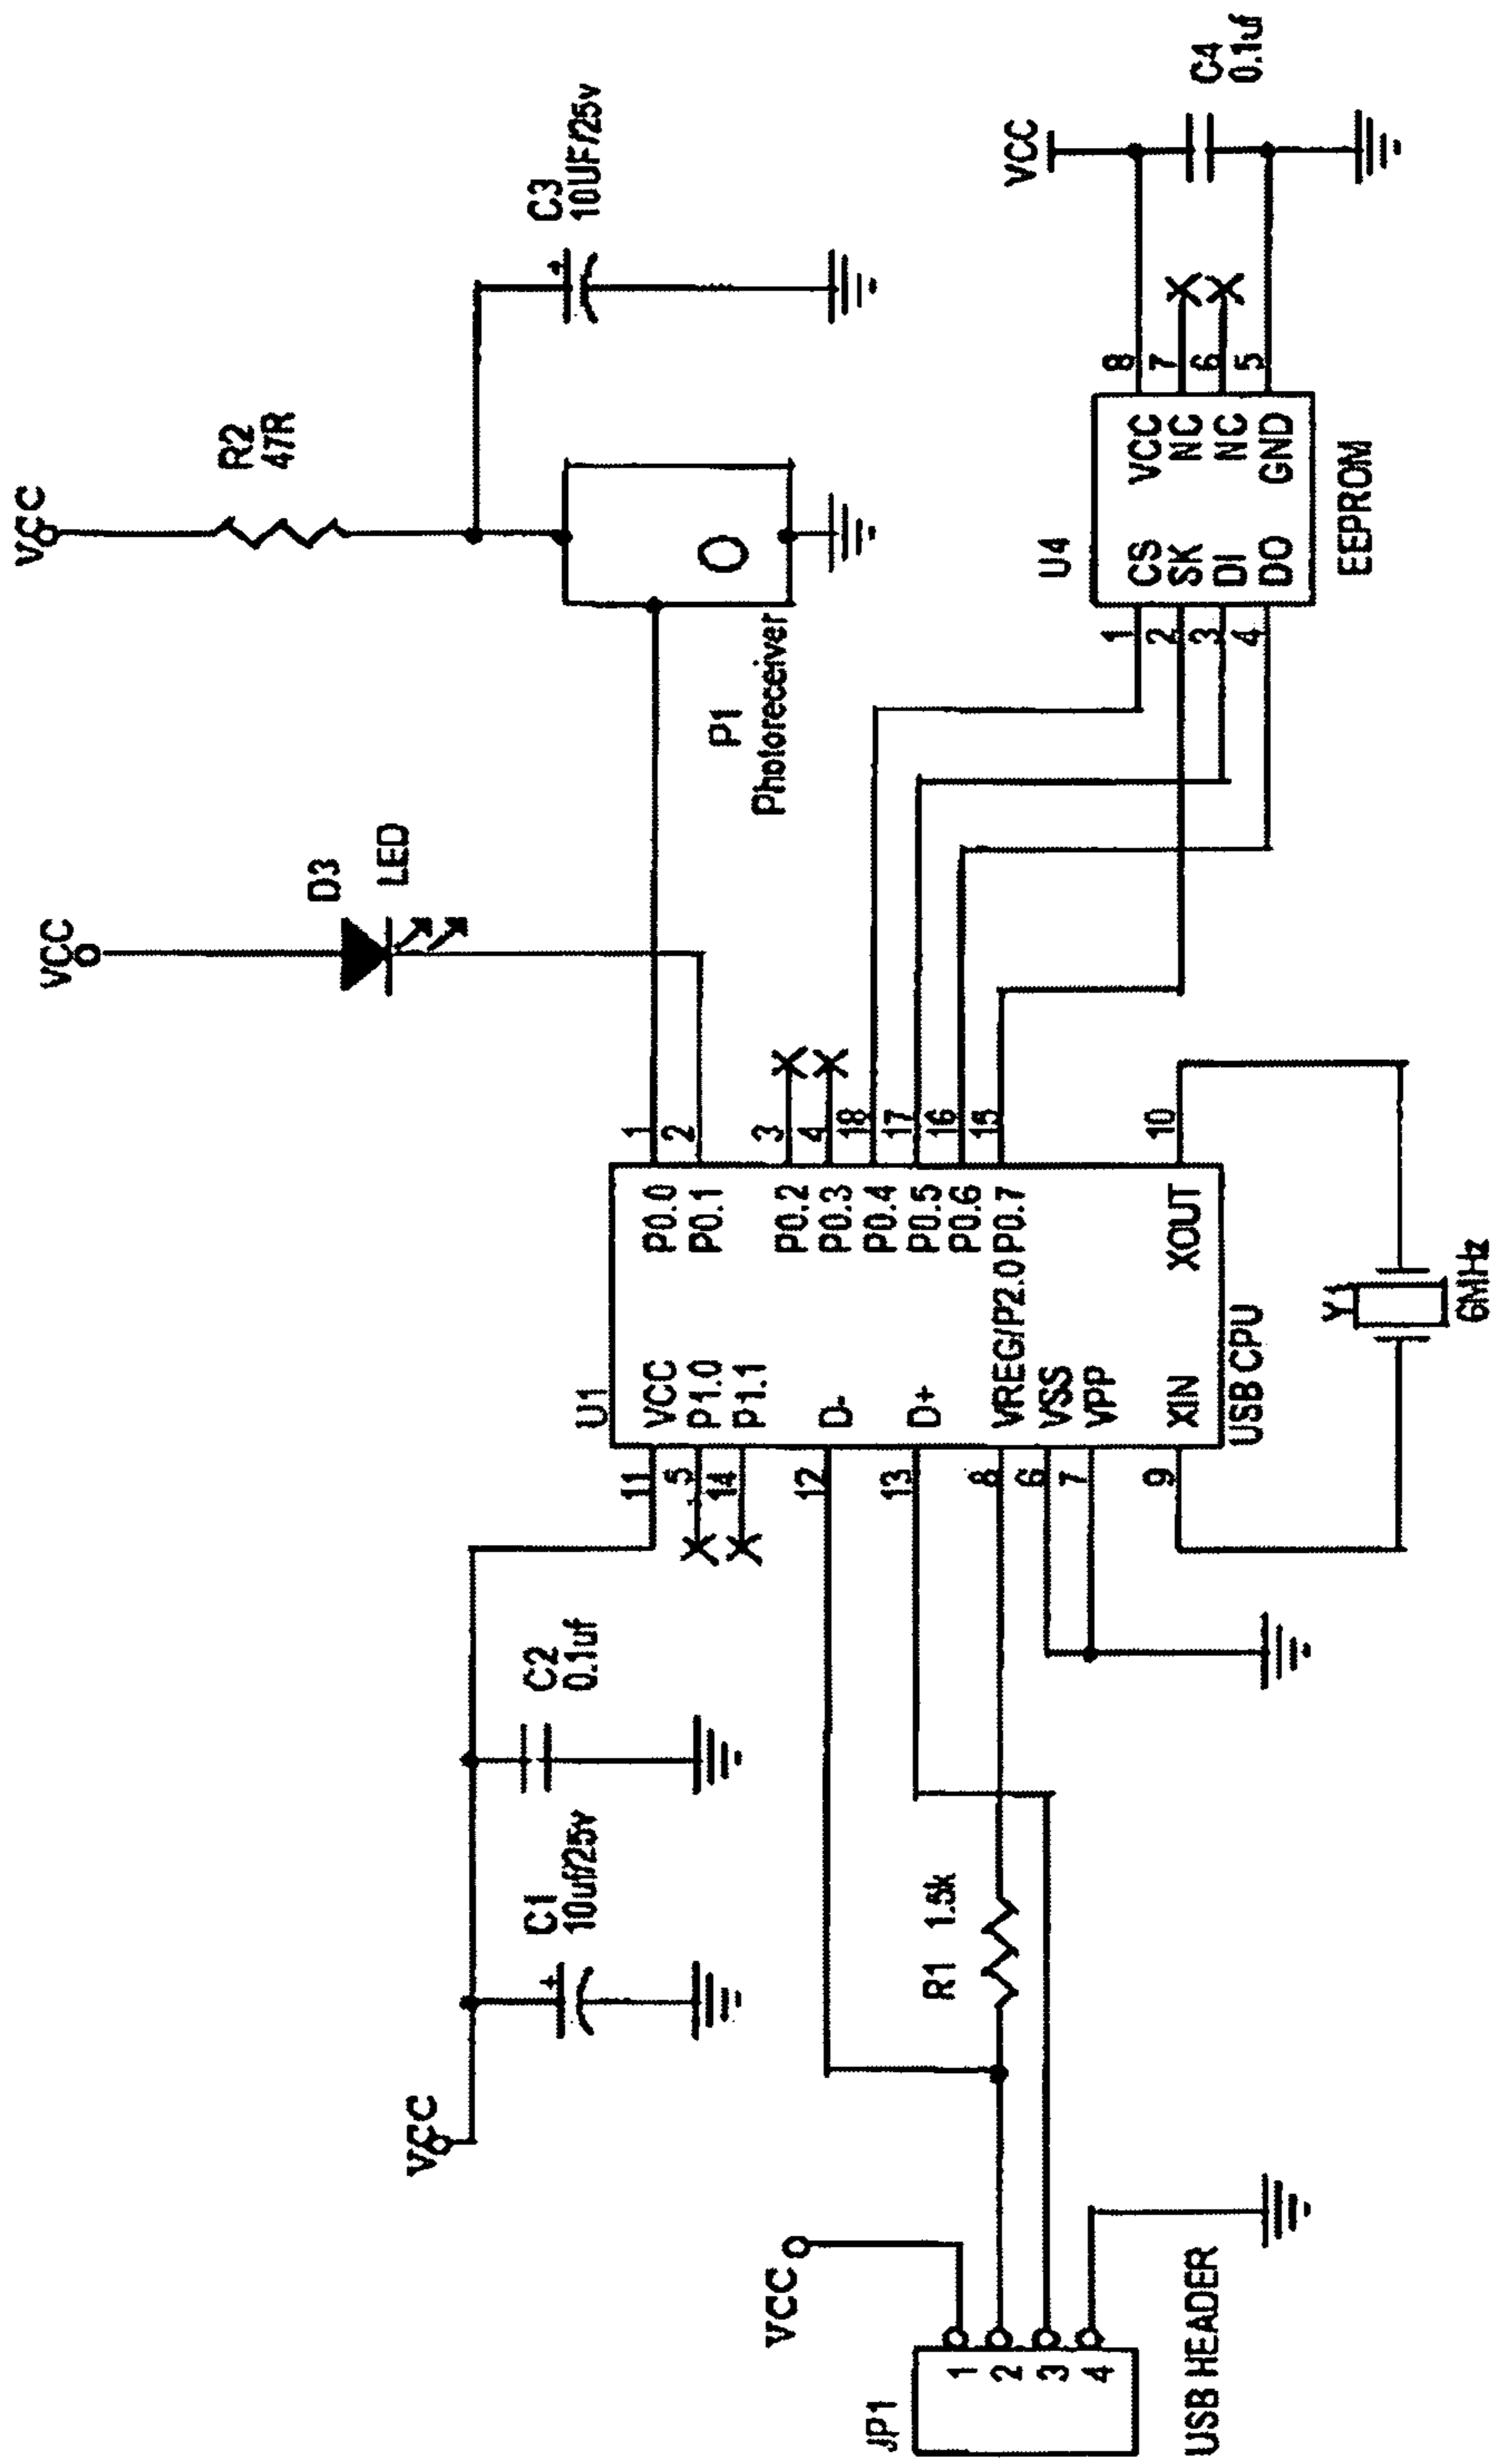 VCC
R2
47R
C3
10UF/25v
VCC
D3
LED
P1
Photoreceiver
VCC
C4
0.1uf
U4
1
2
3
4
CS
SK
DI
DO
VCC
NC
NC
GND
8
7
6
5
EEPROM
VCC
C1
10uf/25v
C2
0.1uf
U1
11
5
14
12
13
8
6
7
9
VCC
P1.0
P1.1
D-
D+
VREG/P2.0
VSS
VPP
XIN
P0.0
P0.1
P0.2
P0.3
P0.4
P0.5
P0.6
P0.7
XOUT
1
2
3
4
18
17
16
15
10
USB CPU
Y1
6MHz
R1 1.5k
VCC
JP1
1
2
3
4
USB HEADER